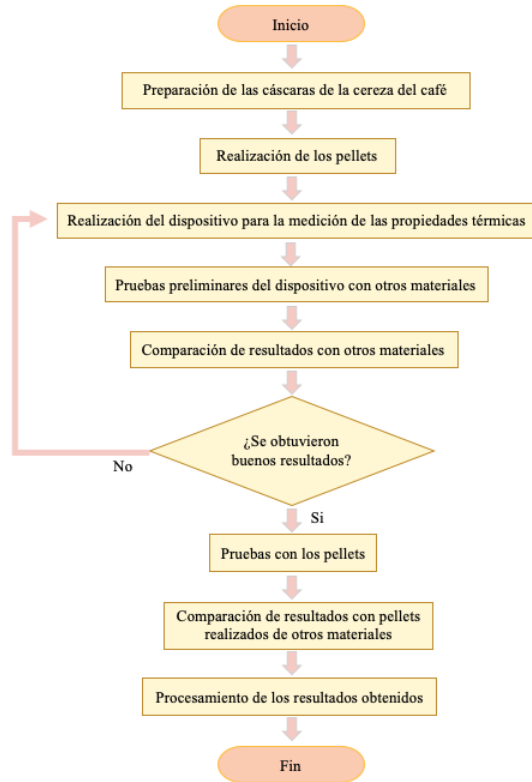 Inicio
Preparación de las cáscaras de la cereza del café
Realización de los pellets
Realización del dispositivo para la medición de las propiedades térmicas
Pruebas preliminares del dispositivo con otros materiales
Comparación de resultados con otros materiales
¿Se obtuvieron
buenos resultados?
No
Si
Pruebas con los pellets
Comparación de resultados con pellets
realizados de otros materiales
Procesamiento de los resultados obtenidos
Fin